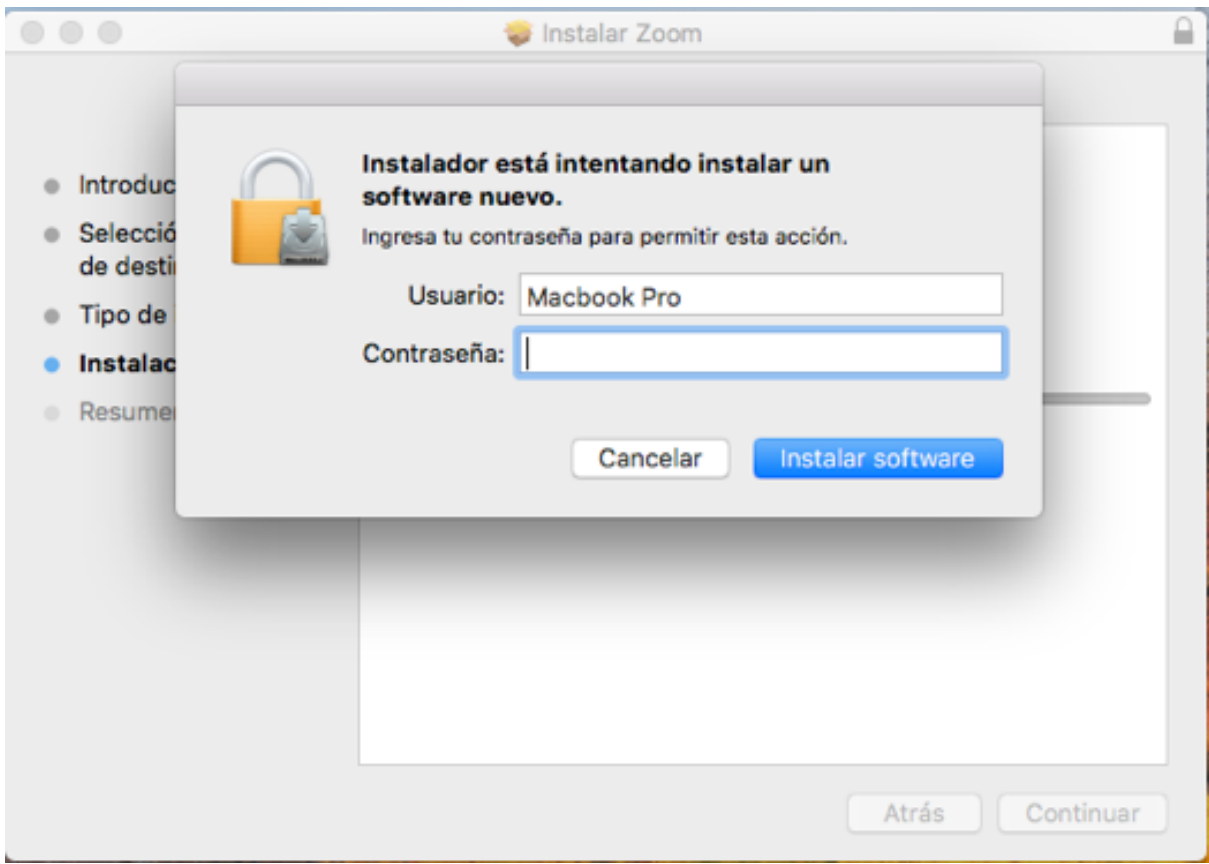 Instalar Zoom
Instalador está intentando instalar un
software nuevo.
Ingresa tu contraseña para permitir esta acción.
Usuario: Macbook Pro
Contraseña:
Cancelar
Instalar software
Introduc
Selecció
de desti
Tipo de
Instalac
Resume
Atrás
Continuar